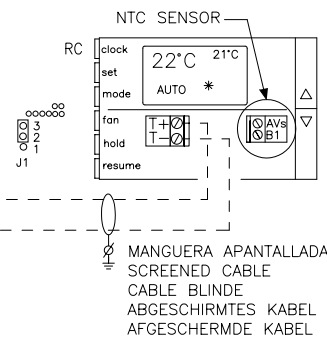 NTC SENSOR
RC
clock
set
mode
fan
hold
resume
22°C 21°C
AUTO *
△
▽
T+
T-
AVs
B1
3
2
1
J1
MANGUERA APANTALLADA
SCREENED CABLE
CABLE BLINDE
ABGESCHIRMTES KABEL
AFGESCHERMDE KABEL